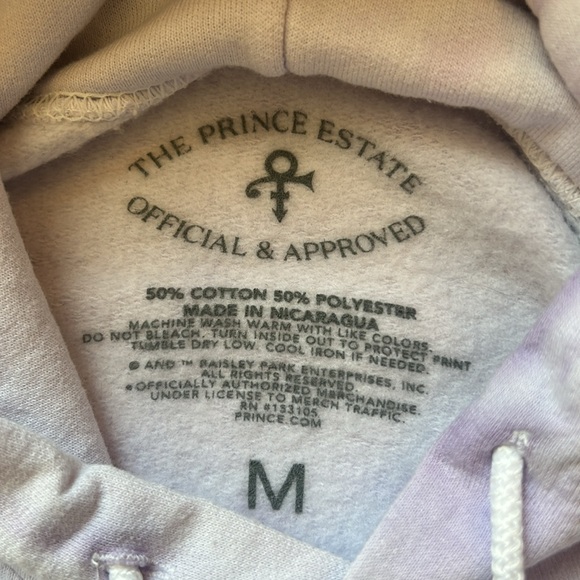 THE PRINCE ESTATE
OFFICIAL & APPROVED
50% COTTON 50% POLYESTER
MADE IN NICARAGUA
MACHINE WASH WARM WITH LIKE COLORS.
DO NOT BLEACH. TURN INSIDE OUT TO PROTECT PRINT
TUMBLE DRY LOW. COOL IRON IF NEEDED.
© AND ™ PAISLEY PARK ENTERPRISES, INC.
ALL RIGHTS RESERVED.
•OFFICIALLY AUTHORIZED MERCHANDISE.
UNDER LICENSE TO MERCH TRAFFIC.
RN #153105
PRINCE.COM
M